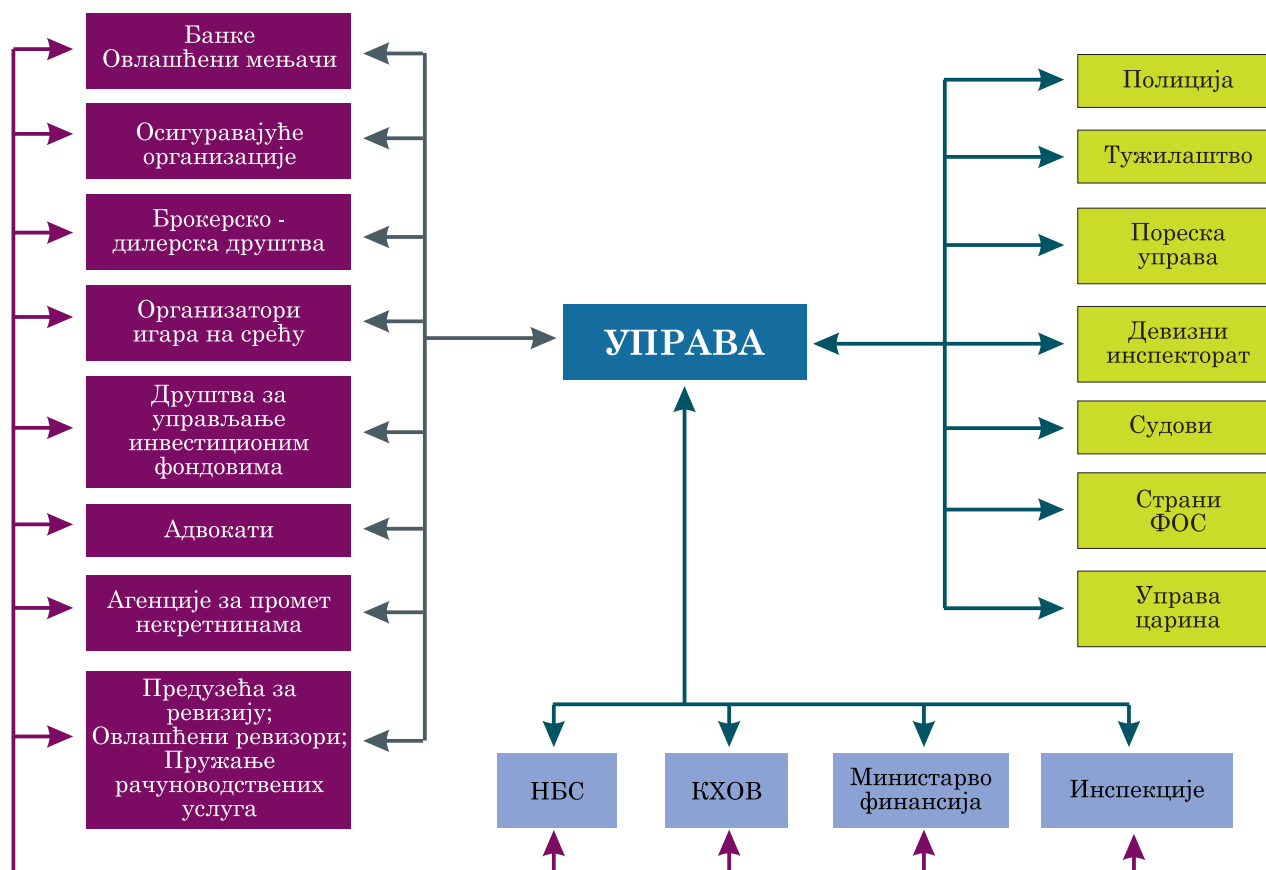 Банке
Овлашћени мењачи
Осигуравајуће
организације
Брокерско -
дилерска друштва
Организатори
игара на срећу
Друштва за
управљање
инвестиционим
фондовима
Адвокати
Агенције за промет
некретнинама
Предузећа за
ревизију;
Овлашћени ревизори;
Пружање
рачуноводствених
услуга
УПРАВА
Полиција
Тужилаштво
Пореска
управа
Девизни
инспекторат
Судови
Страни
ФОС
Управа
царина
НБС
КХОВ
Министарво
финансија
Инспекције